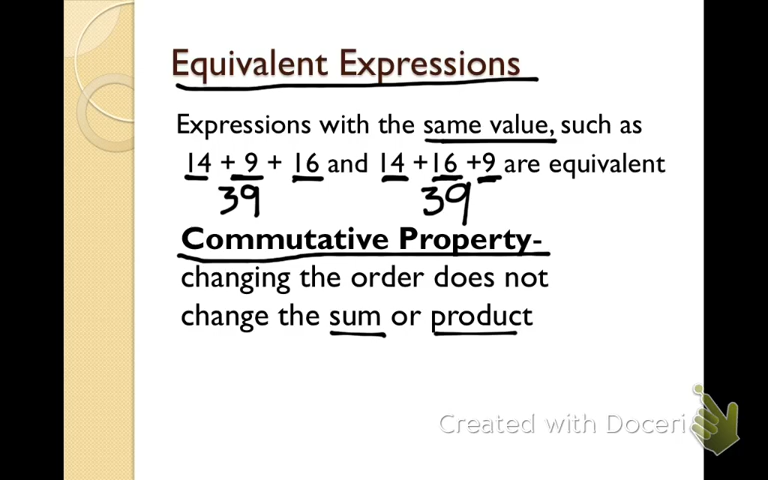 Equivalent Expressions
Expressions with the same value, such as
14 + 9 + 16 and 14 +16 +9 are equivalent
39 39
Commutative Property-
changing the order does not
change the sum or product
Created with Doceri